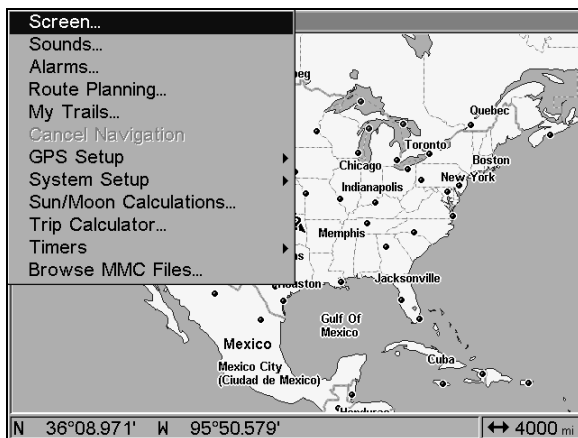 Screen...
Sounds...
Alarms...
Route Planning...
My Trails...
Cancel Navigation
GPS Setup
System Setup
Sun/Moon Calculations...
Trip Calculator...
Timers
Browse MMC Files...
Quebec
Toronto
Boston
Chicago
New York
Indianapolis
Memphis
Jacksonville
Gulf Of
Mexico
Mexico
Mexico City
(Ciudad de Mexico)
Cuba
N 36°08.971' W 95°50.579' ↔ 4000 mi